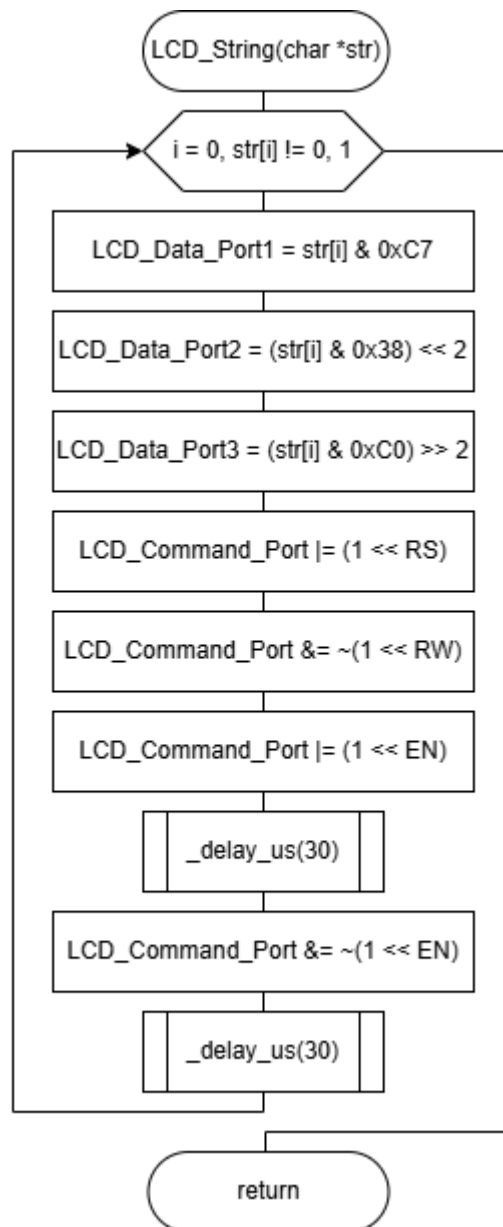 LCD_String(char *str)
i = 0, str[i] != 0, 1
LCD_Data_Port1 = str[i] & 0xC7
LCD_Data_Port2 = (str[i] & 0x38) << 2
LCD_Data_Port3 = (str[i] & 0xC0) >> 2
LCD_Command_Port |= (1 << RS)
LCD_Command_Port &= ~(1 << RW)
LCD_Command_Port |= (1 << EN)
_delay_us(30)
LCD_Command_Port &= ~(1 << EN)
_delay_us(30)
return